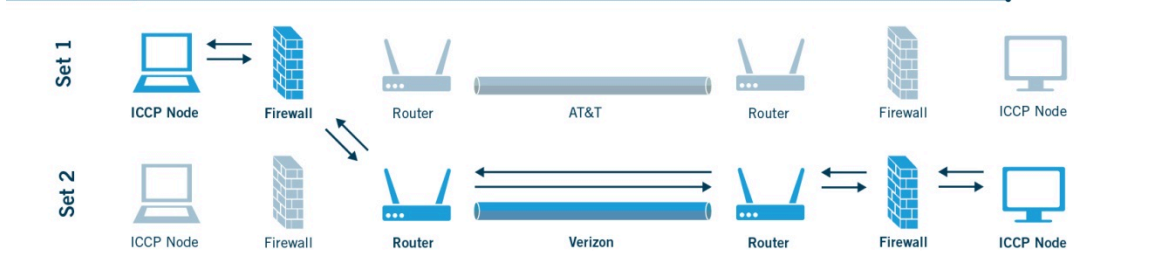 Set 1
ICCP Node Firewall Router AT&T Router Firewall ICCP Node
Set 2
ICCP Node Firewall Router Verizon Router Firewall ICCP Node